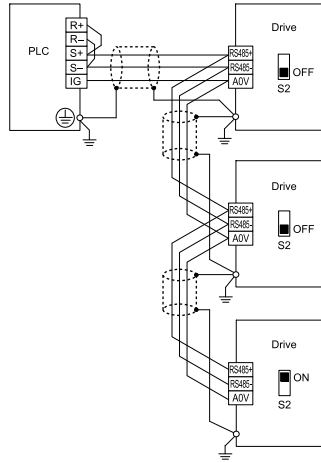 PLC
R+
R−
S+
S−
IG
Drive
RS485+
RS485-
A0V
OFF
S2
Drive
RS485+
RS485-
A0V
OFF
S2
Drive
RS485+
RS485-
A0V
ON
S2